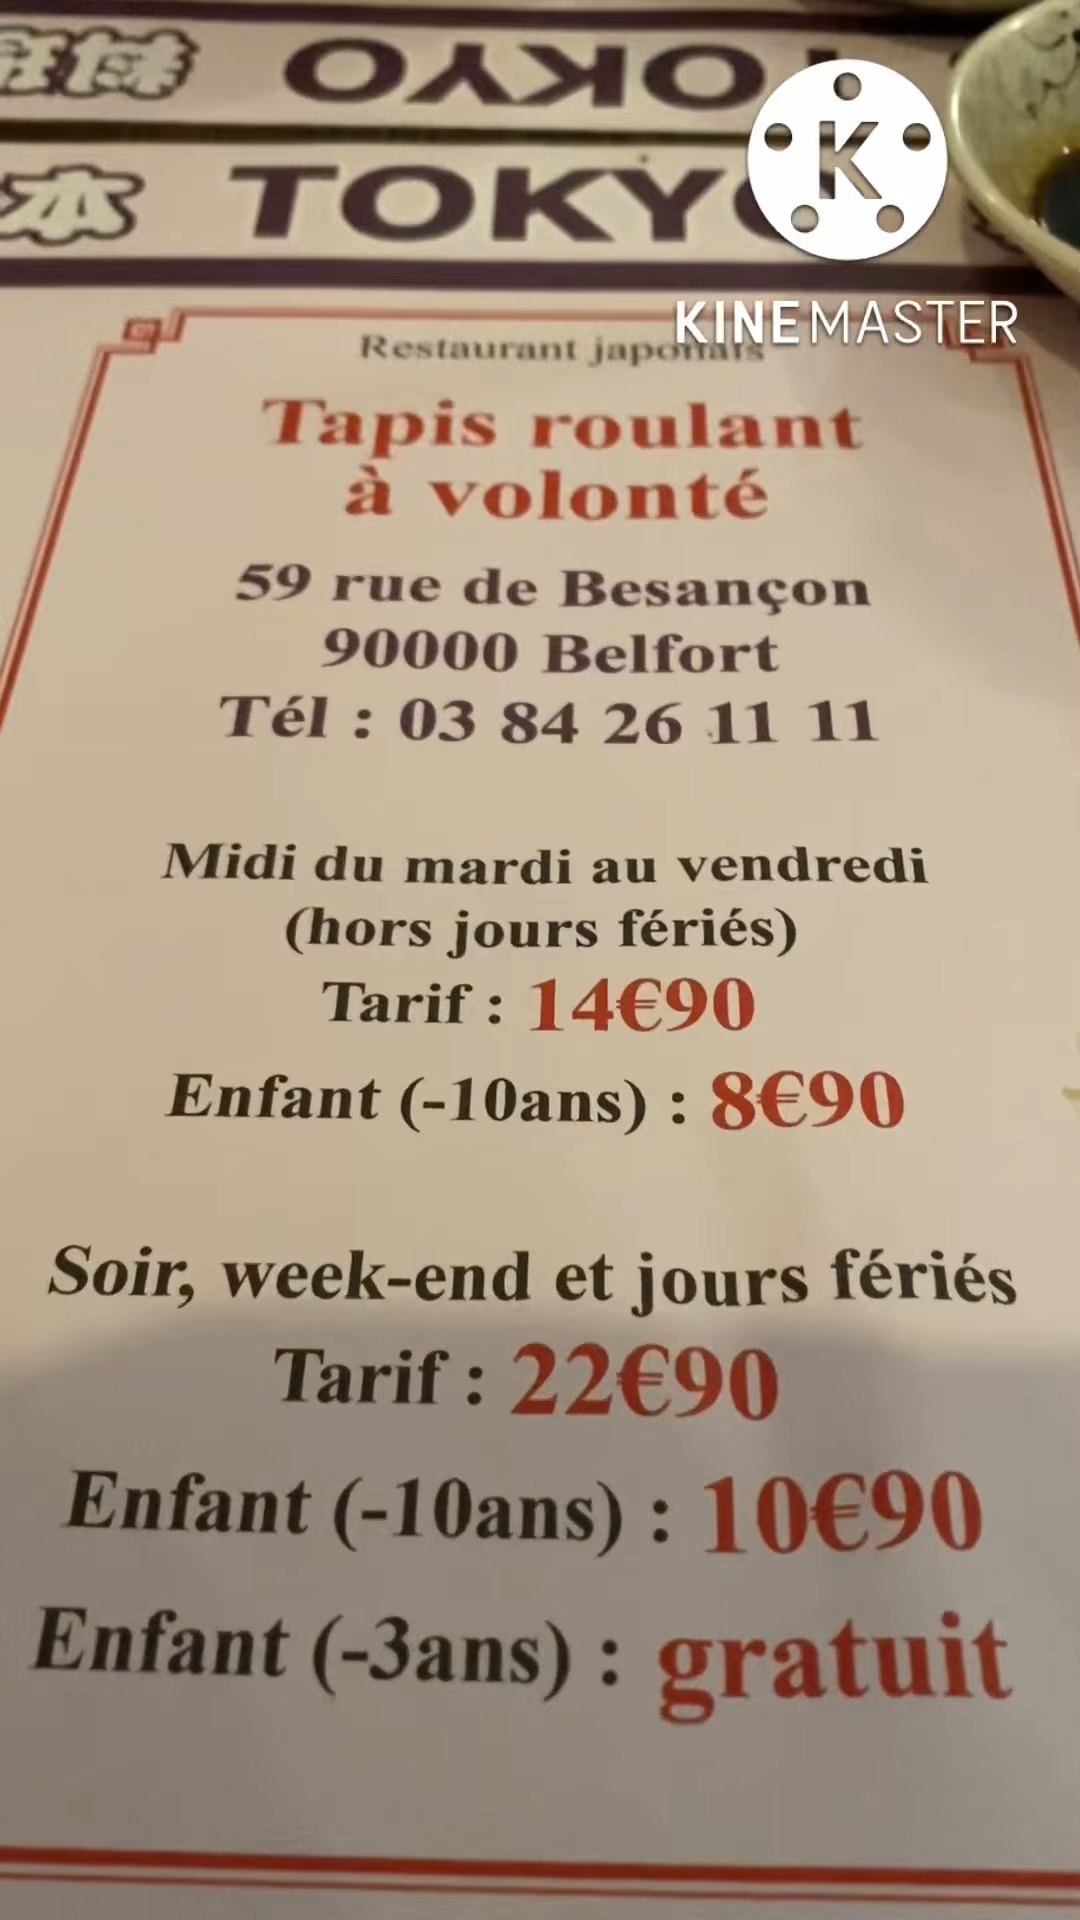 OKYO
本 TOKYO
K
KINEMASTER
Restaurant japonais
Tapis roulant
à volonté
59 rue de Besançon
90000 Belfort
Tél : 03 84 26 11 11
Midi du mardi au vendredi
(hors jours fériés)
Tarif : 14€90
Enfant (-10ans) : 8€90
Soir, week-end et jours fériés
Tarif : 22€90
Enfant (-10ans) : 10€90
Enfant (-3ans) : gratuit